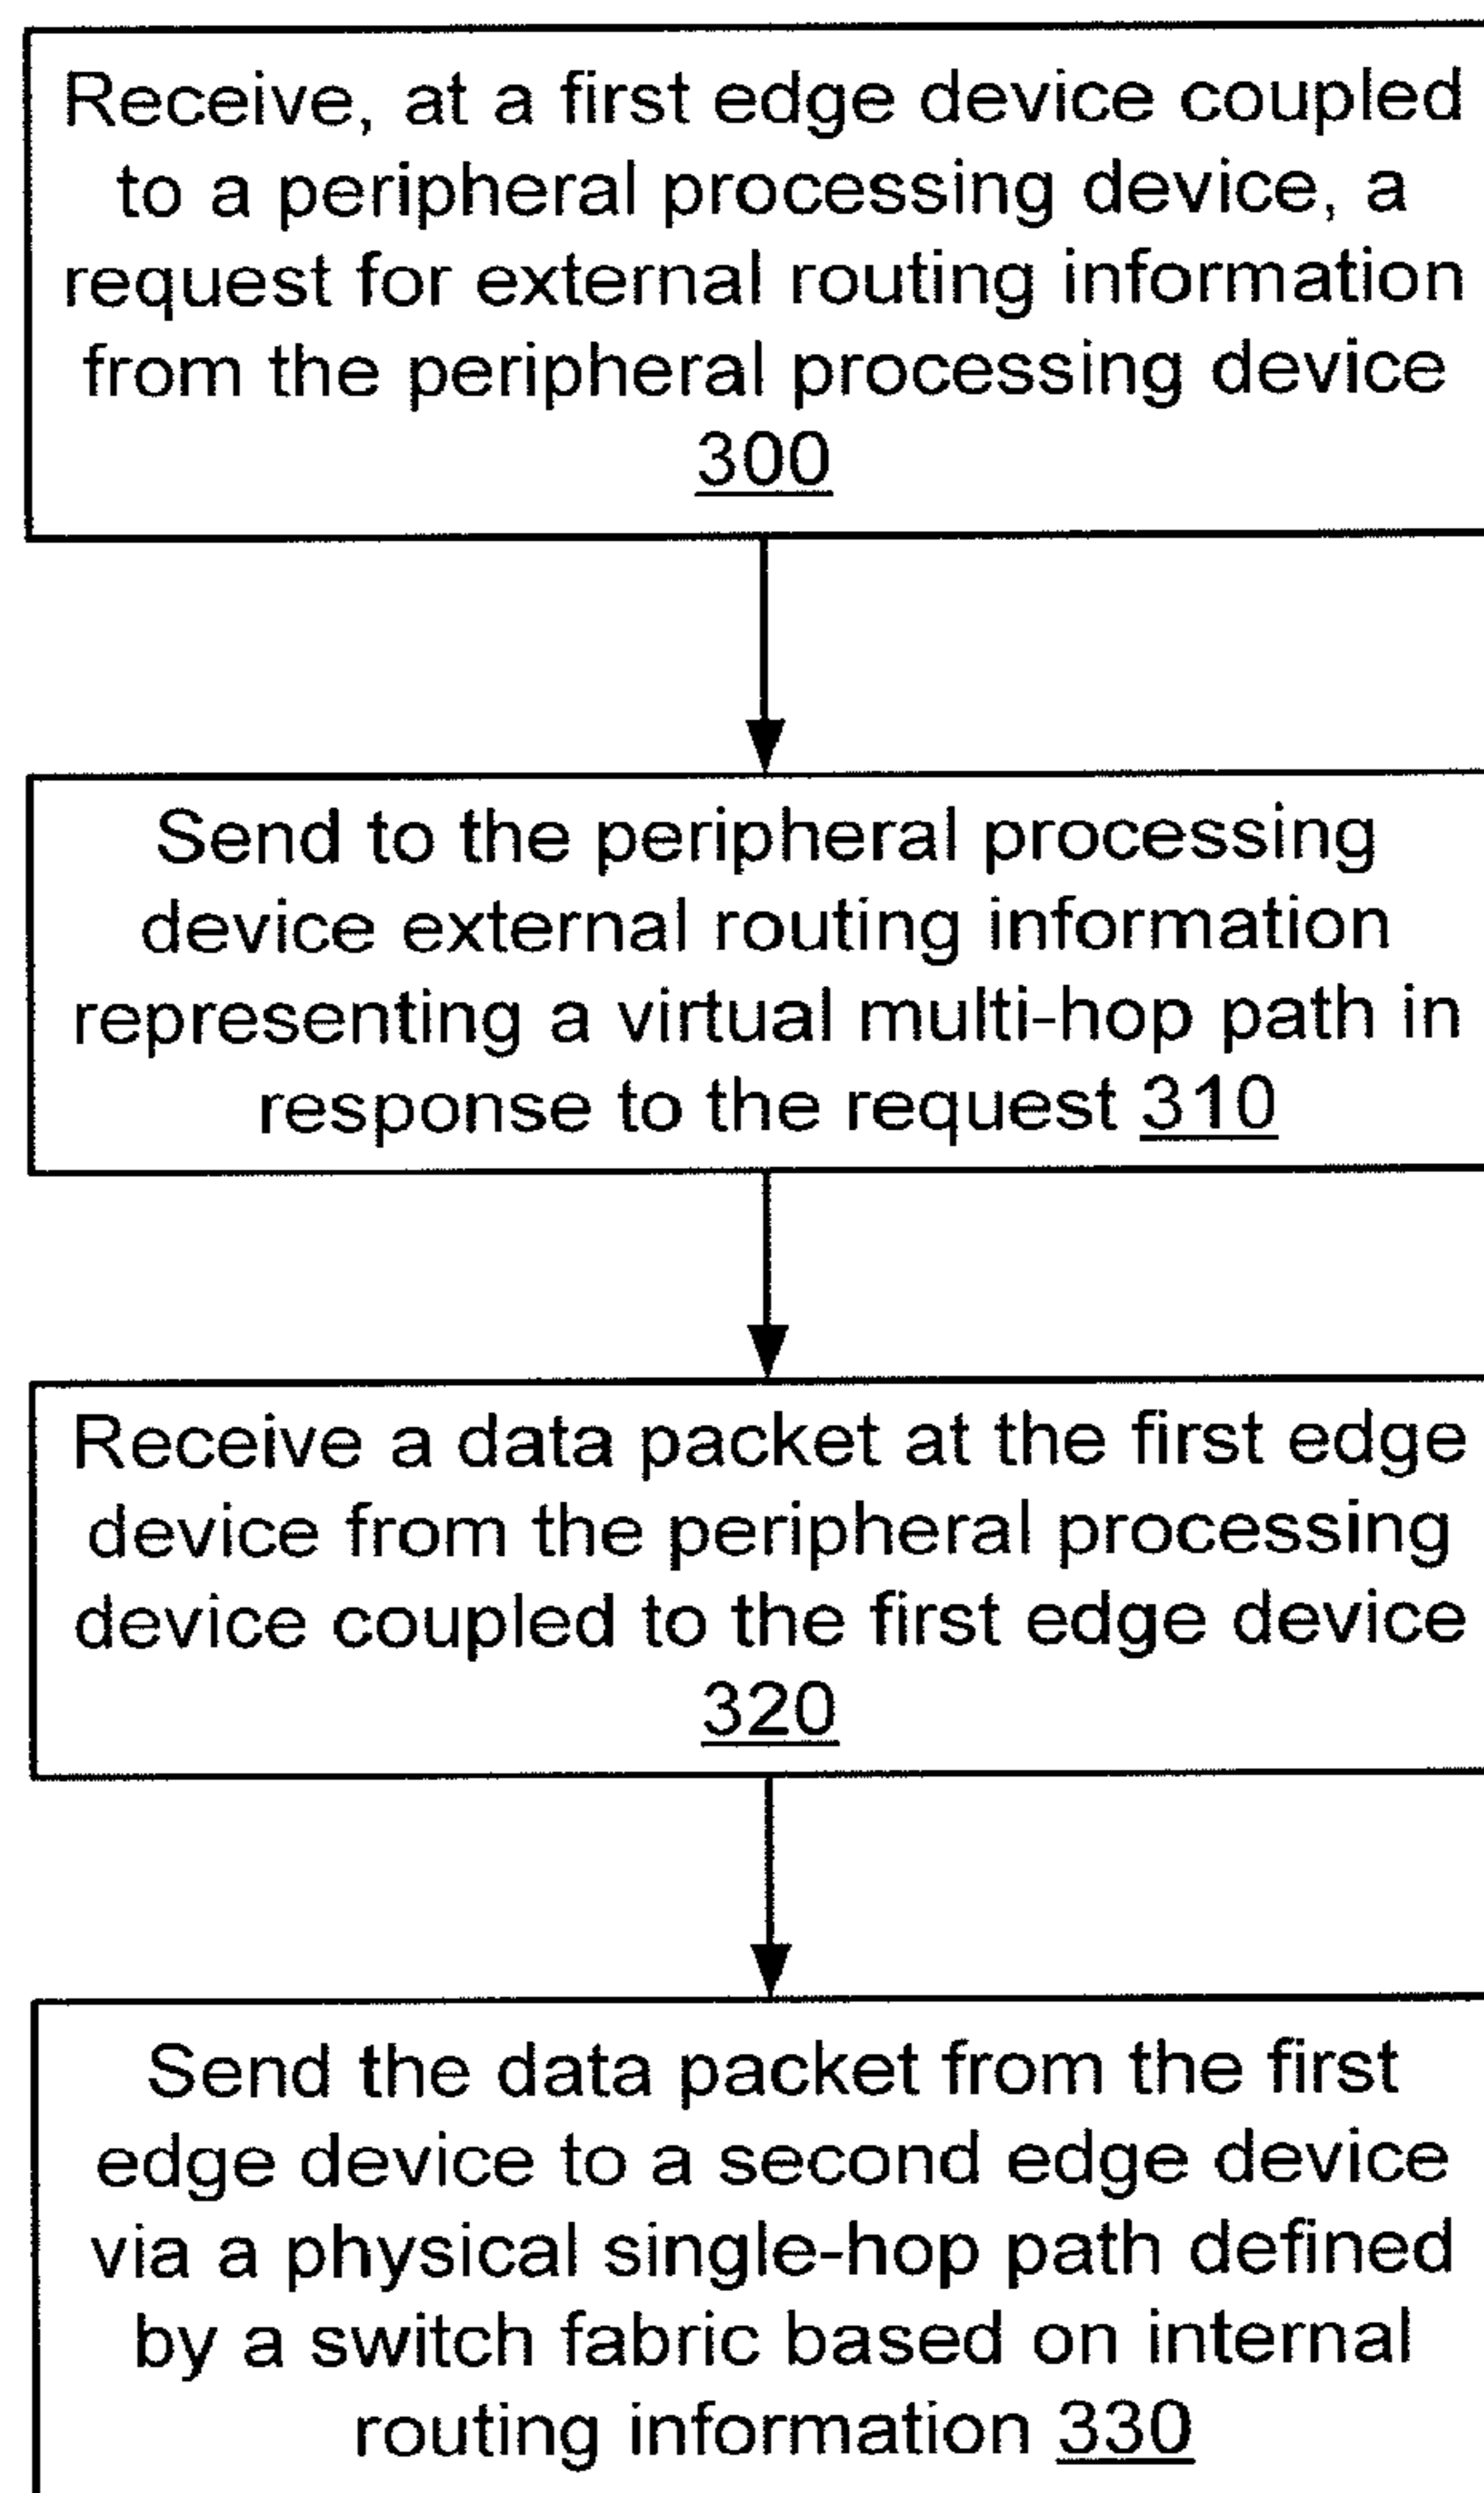 Receive, at a first edge device coupled
to a peripheral processing device, a
request for external routing information
from the peripheral processing device
300
Send to the peripheral processing
device external routing information
representing a virtual multi-hop path in
response to the request 310
Receive a data packet at the first edge
device from the peripheral processing
device coupled to the first edge device
320
Send the data packet from the first
edge device to a second edge device
via a physical single-hop path defined
by a switch fabric based on internal
routing information 330